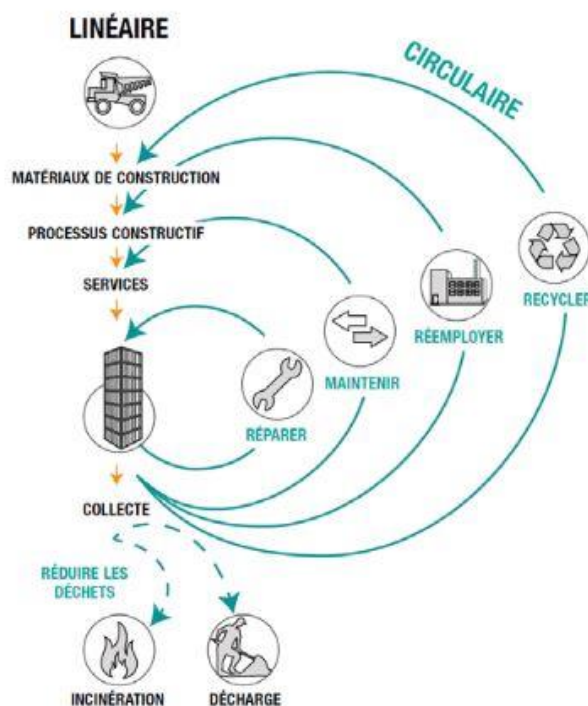 LINÉAIRE
CIRCULAIRE
MATÉRIAUX DE CONSTRUCTION
PROCESSUS CONSTRUCTIF
SERVICES
RECYCLER
RÉEMPLOYER
MAINTENIR
RÉPARER
COLLECTE
RÉDUIRE LES
DÉCHETS
INCINÉRATION
DÉCHARGE